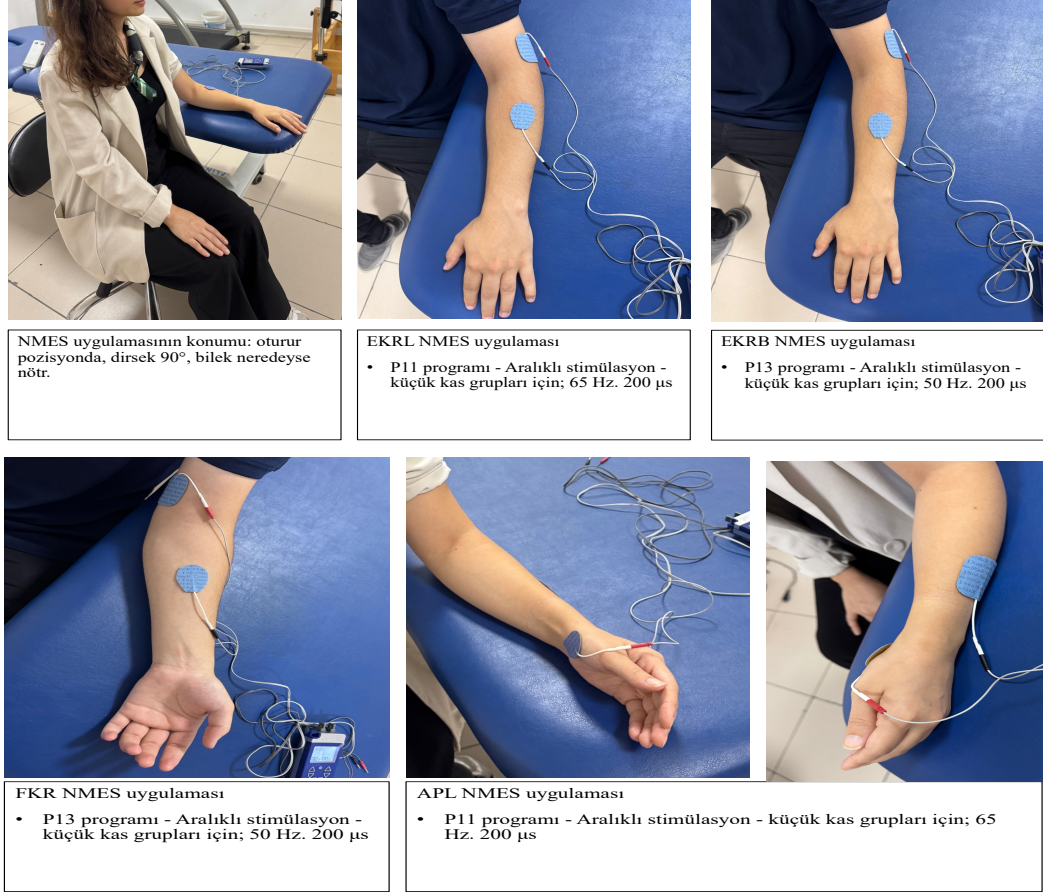 NMES uygulamasının konumu: oturur
pozisyonda, dirsek 90°, bilek neredeyse
nötr.
EKRL NMES uygulaması
• P11 programı - Aralıklı stimülasyon -
küçük kas grupları için; 65 Hz. 200 µs
EKRB NMES uygulaması
• P13 programı - Aralıklı stimülasyon -
küçük kas grupları için; 50 Hz. 200 µs
FKR NMES uygulaması
• P13 programı - Aralıklı stimülasyon -
küçük kas grupları için; 50 Hz. 200 µs
APL NMES uygulaması
• P11 programı - Aralıklı stimülasyon - küçük kas grupları için; 65
Hz. 200 µs